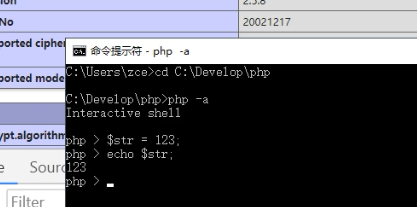 2.5.8
No
20021217
ported cipher
命令提示符 - php  -a
C:\Users\zce>cd C:\Develop\php
C:\Develop\php>php -a
Interactive shell
ported mode
php > $str = 123;
php > echo $str;
123
php >
ypt.algorithm
Sourc
Filter